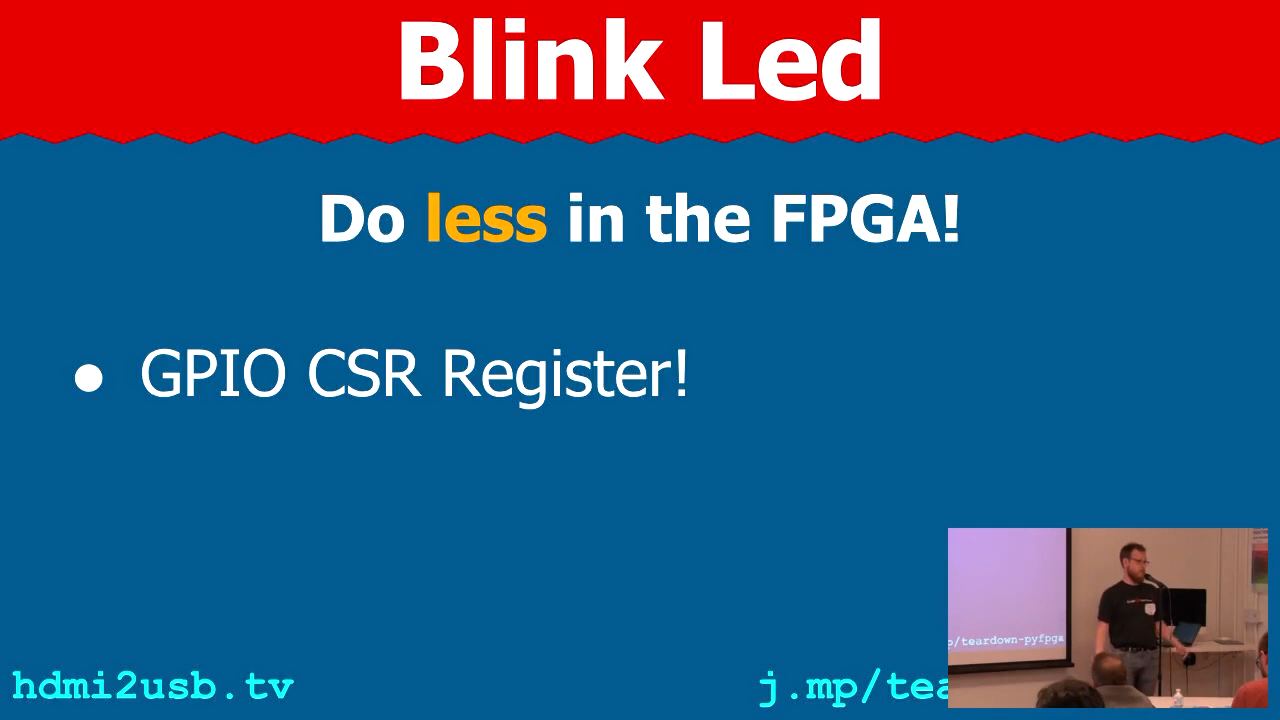 Blink Led
Do less in the FPGA!
● GPIO CSR Register!
/teardown-pyfpga
hdmi2usb.tv
j.mp/tea